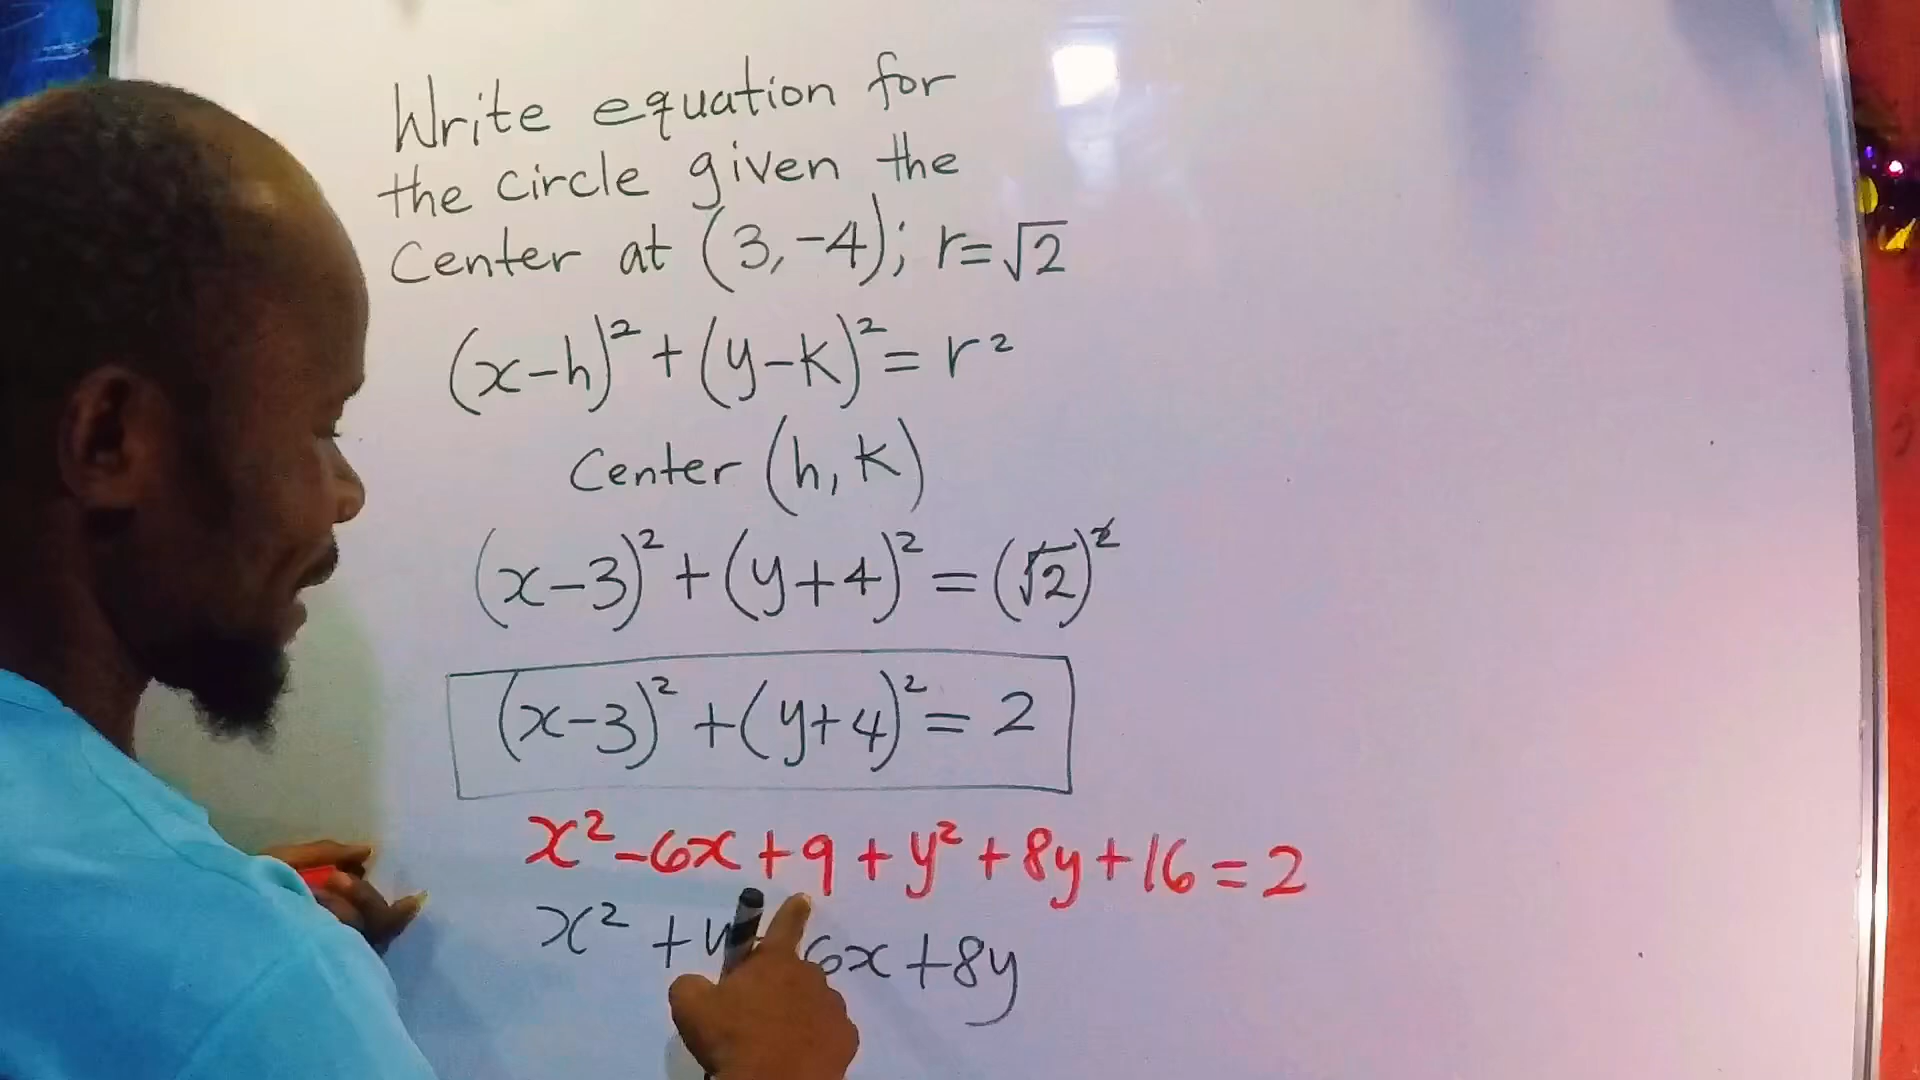 Write equation for
the circle given the
Center at (3, -4); r=√2
(x-h)² + (y-k)² = r²
Center (h, k)
(x-3)² + (y+4)² = (√2)²
(x-3)² + (y+4)² = 2
x² - 6x + 9 + y² + 8y + 16 = 2
x² + y 6x + 8y